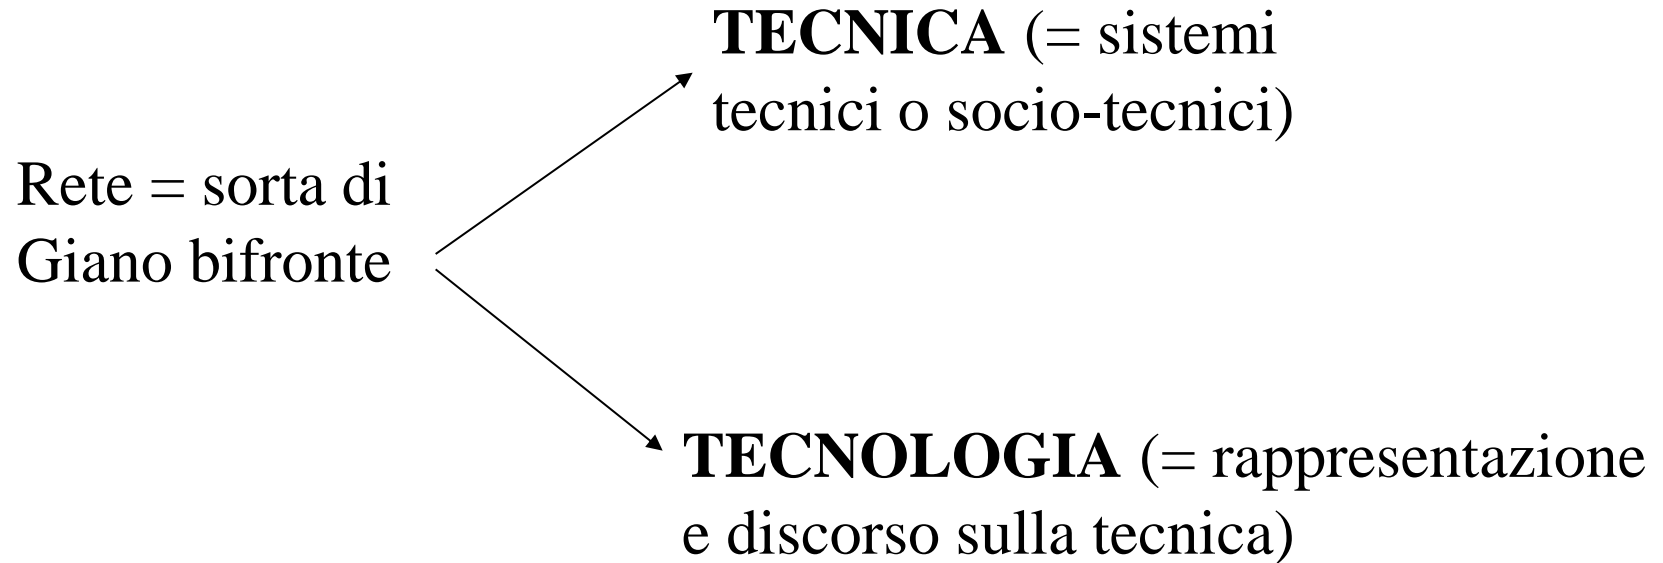 TECNICA (= sistemi
tecnici o socio-tecnici)
Rete = sorta di
Giano bifronte
TECNOLOGIA (= rappresentazione
e discorso sulla tecnica)